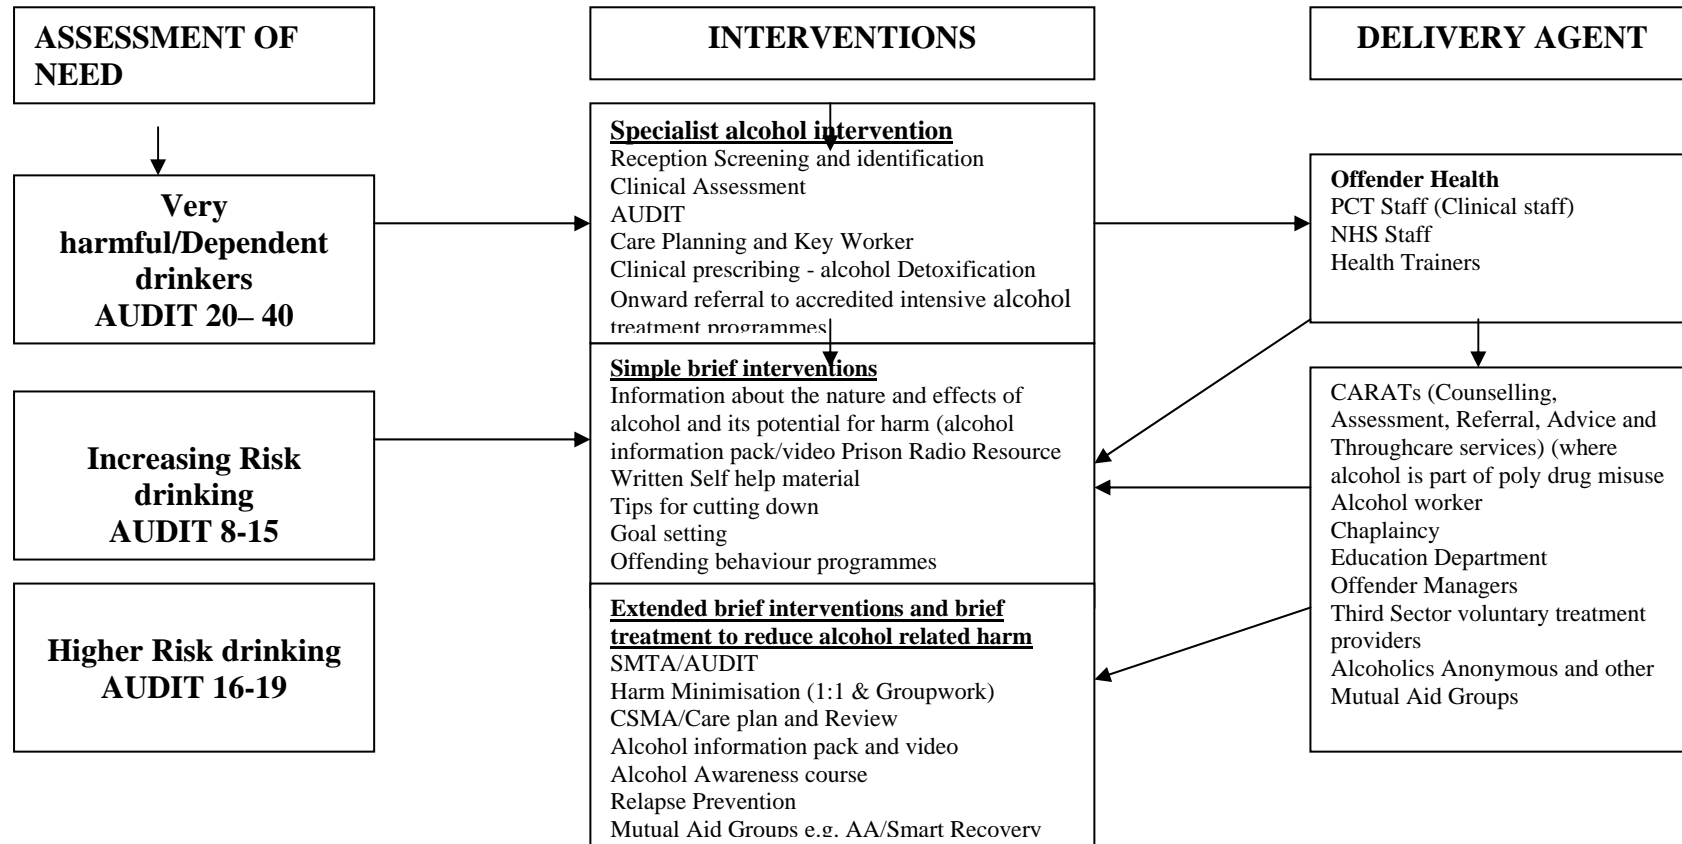 ASSESSMENT OF
NEED
Very
harmful/Dependent
drinkers
AUDIT 20– 40
Increasing Risk
drinking
AUDIT 8-15
Higher Risk drinking
AUDIT 16-19
INTERVENTIONS
Specialist alcohol intervention
Reception Screening and identification
Clinical Assessment
AUDIT
Care Planning and Key Worker
Clinical prescribing - alcohol Detoxification
Onward referral to accredited intensive alcohol
treatment programmes
Simple brief interventions
Information about the nature and effects of
alcohol and its potential for harm (alcohol
information pack/video Prison Radio Resource
Written Self help material
Tips for cutting down
Goal setting
Offending behaviour programmes
Extended brief interventions and brief
treatment to reduce alcohol related harm
SMTA/AUDIT
Harm Minimisation (1:1 & Groupwork)
CSMA/Care plan and Review
Alcohol information pack and video
Alcohol Awareness course
Relapse Prevention
Mutual Aid Groups e.g. AA/Smart Recovery
DELIVERY AGENT
Offender Health
PCT Staff (Clinical staff)
NHS Staff
Health Trainers
CARATs (Counselling,
Assessment, Referral, Advice and
Throughcare services) (where
alcohol is part of poly drug misuse
Alcohol worker
Chaplaincy
Education Department
Offender Managers
Third Sector voluntary treatment
providers
Alcoholics Anonymous and other
Mutual Aid Groups